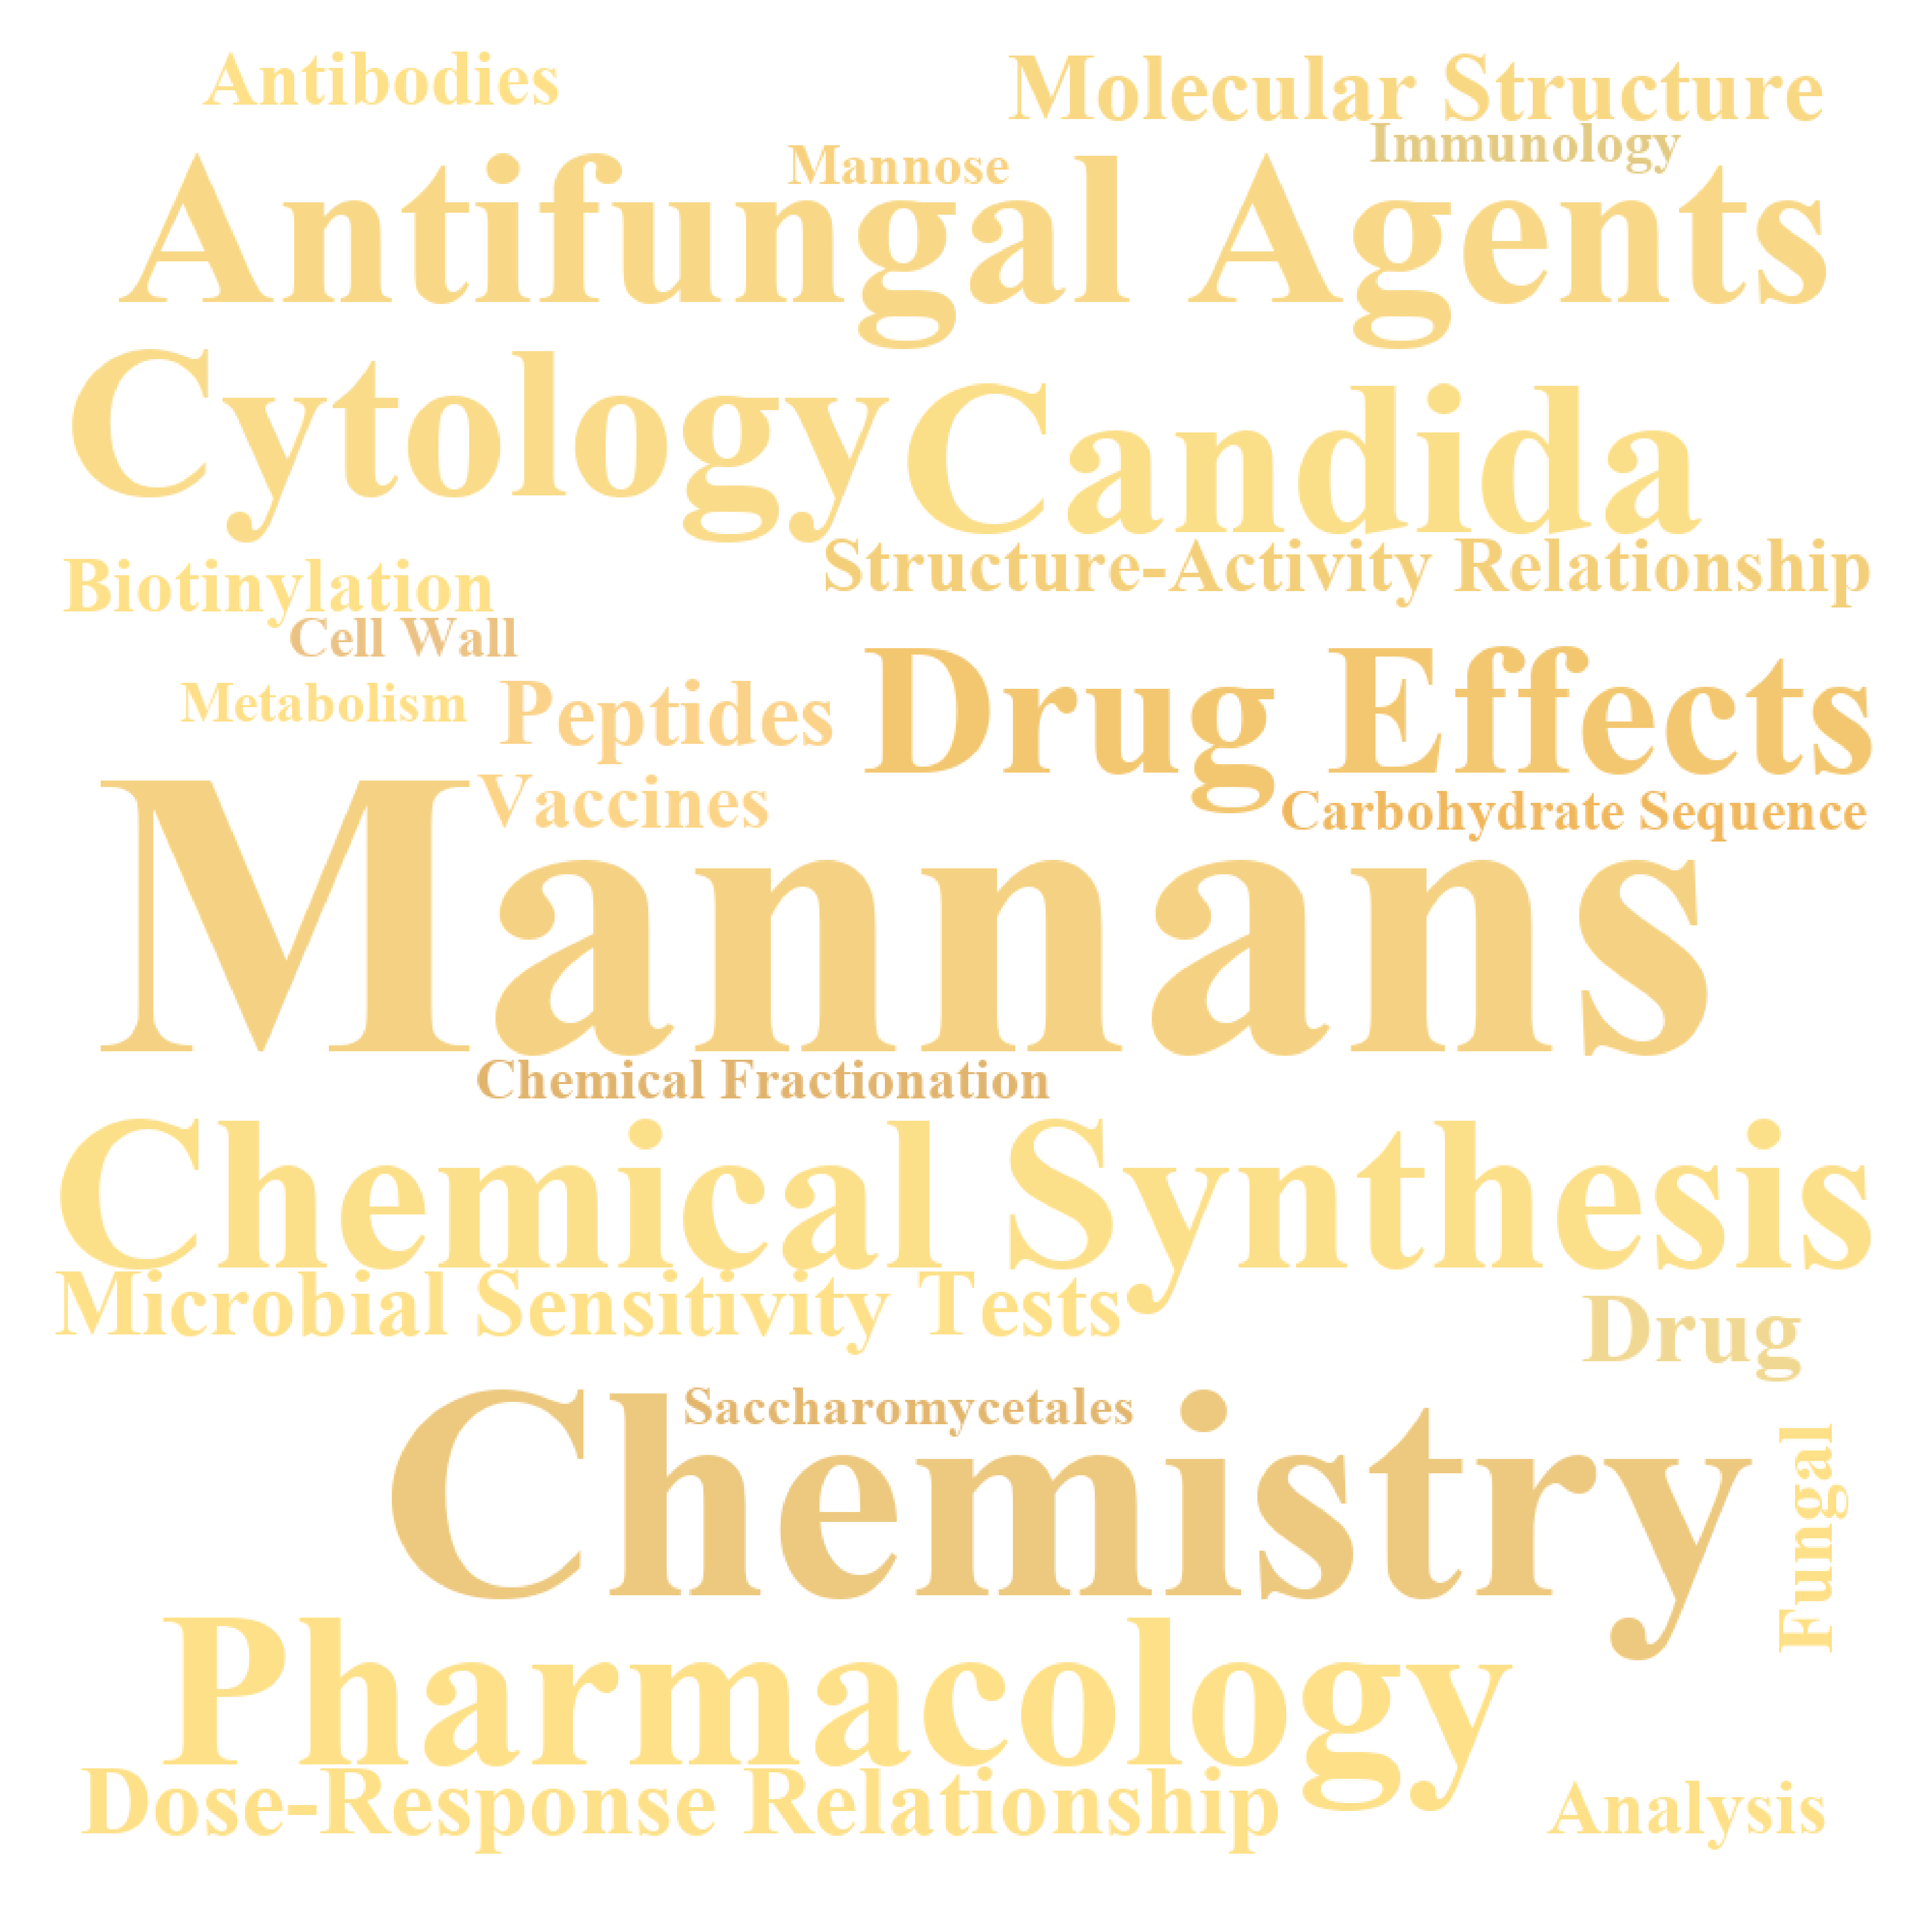 Antibodies
Molecular Structure
Immunology
Mannose
Antifungal Agents
Cytology
Candida
Structure-Activity Relationship
Biotinylation
Cell Wall
Metabolism
Peptides
Drug Effects
Vaccines
Carbohydrate Sequence
Mannans
Chemical Fractionation
Chemical Synthesis
Microbial Sensitivity Tests
Drug
Saccharomycetales
Chemistry
Fungal
Pharmacology
Dose-Response Relationship
Analysis